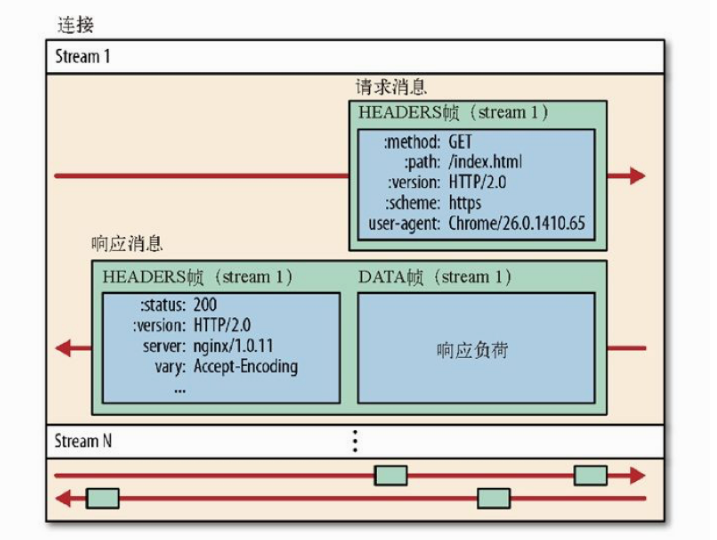 连接
Stream 1
请求消息
HEADERS帧（stream 1）
:method: GET
:path: /index.html
:version: HTTP/2.0
:scheme: https
user-agent: Chrome/26.0.1410.65
响应消息
HEADERS帧（stream 1） DATA帧（stream 1）
:status: 200
:version: HTTP/2.0
server: nginx/1.0.11
响应负荷
vary: Accept-Encoding
...
Stream N